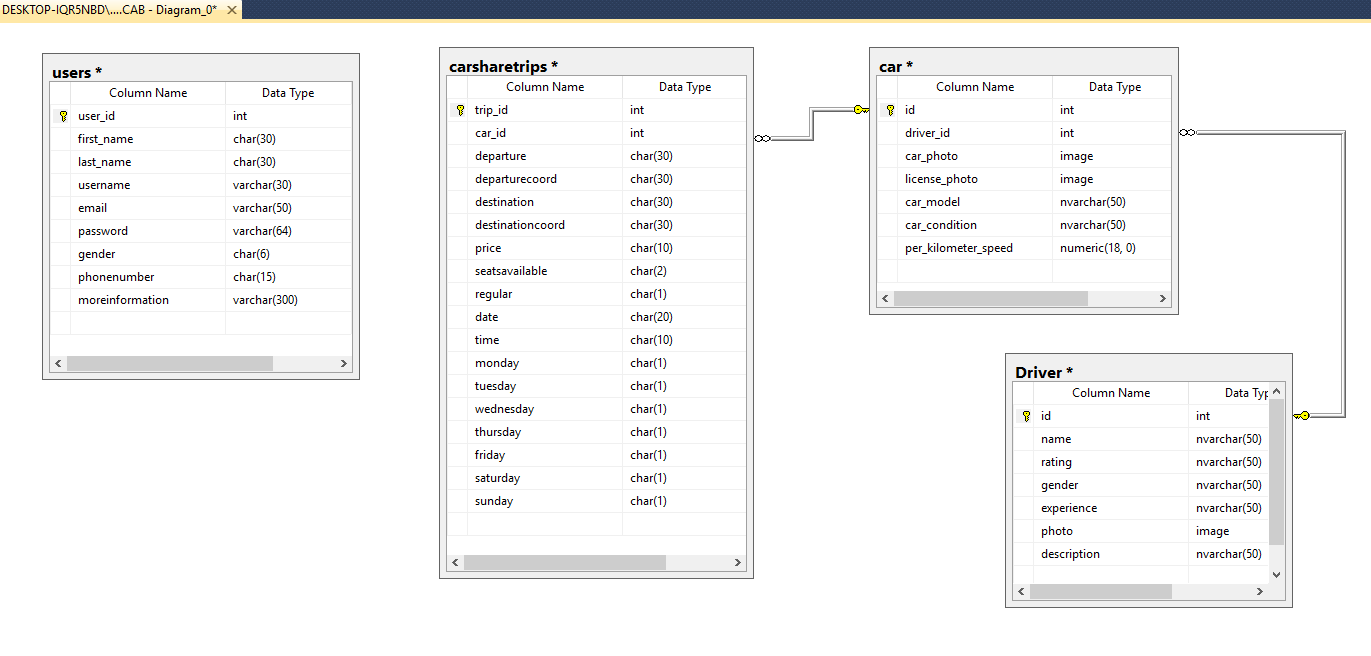 DESKTOP-IQR5NBD\....CAB - Diagram_0*
users *
Column Name Data Type
user_id int
first_name char(30)
last_name char(30)
username varchar(30)
email varchar(50)
password varchar(64)
gender char(6)
phonenumber char(15)
moreinformation varchar(300)
carsharetrips *
Column Name Data Type
trip_id int
car_id int
departure char(30)
departurecoord char(30)
destination char(30)
destinationcoord char(30)
price char(10)
seatsavailable char(2)
regular char(1)
date char(20)
time char(10)
monday char(1)
tuesday char(1)
wednesday char(1)
thursday char(1)
friday char(1)
saturday char(1)
sunday char(1)
car *
Column Name Data Type
id int
driver_id int
car_photo image
license_photo image
car_model nvarchar(50)
car_condition nvarchar(50)
per_kilometer_speed numeric(18, 0)
Driver *
Column Name Data Typ
id int
name nvarchar(50)
rating nvarchar(50)
gender nvarchar(50)
experience nvarchar(50)
photo image
description nvarchar(50)